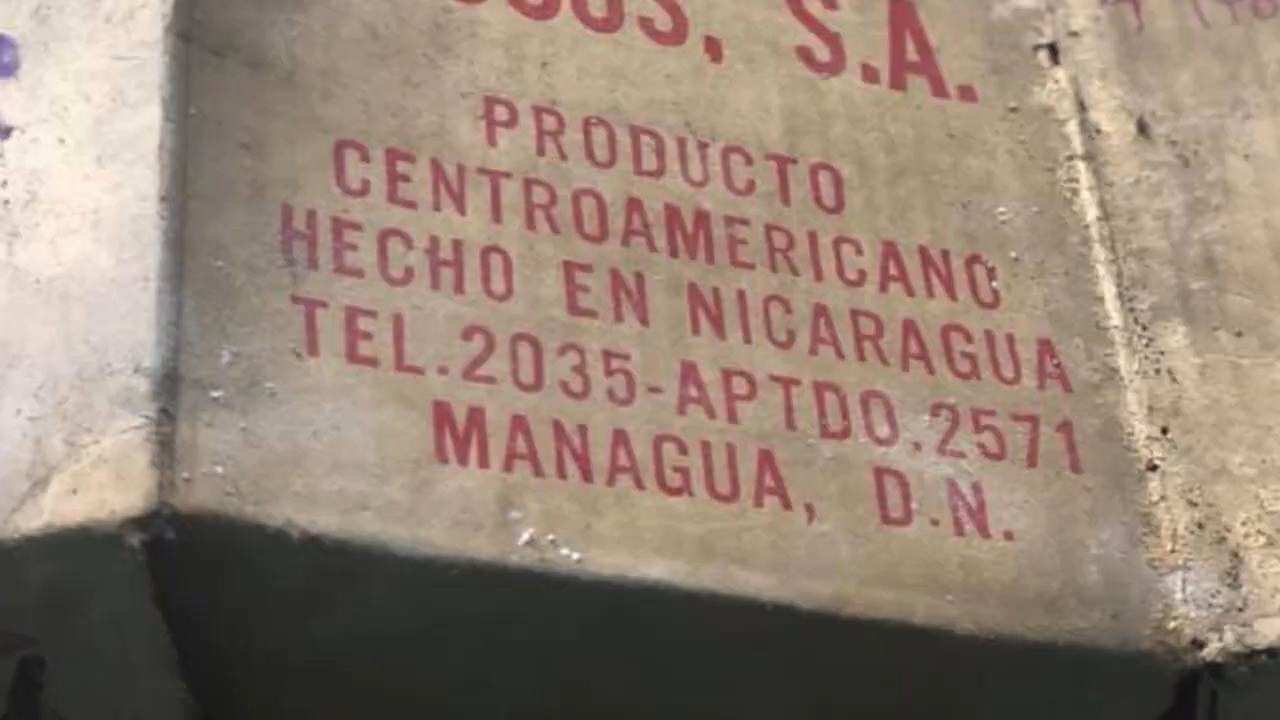 S.A.
PRODUCTO
CENTROAMERICANO
HECHO EN NICARAGUA
TEL.2035-APTDO.2571
MANAGUA, D.N.